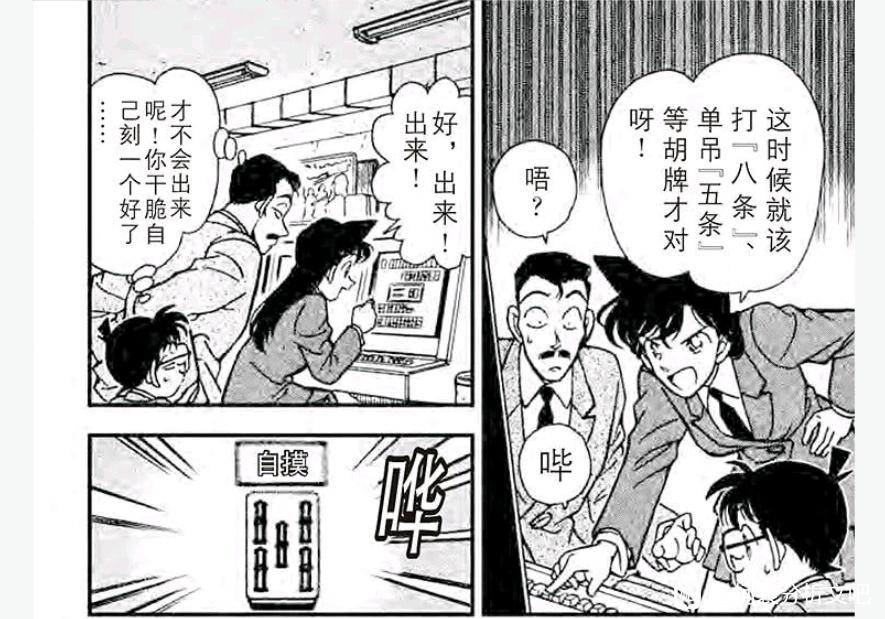 这时候就该
打『八条』、
单吊『五条』
等胡牌才对
呀！
唔？
哔
好，出来！
出来！
才不会出来
呢！你干脆自
己刻一个好了
……
自摸
哗